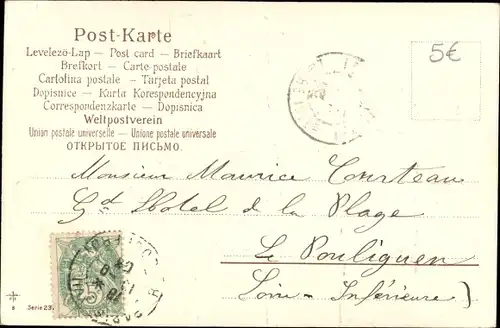 Post-Karte
Levelező-Lap — Post card — Briefkaart
Brefkort — Carte postale
Cartolina postale — Tarjeta postal
Dopisnice — Karta Korespondencyjna
Correspondenzkarte — Dopisnica
Weltpostverein
Union postale universelle — Unione postale universale
ОТКРЫТОЕ ПИСЬМО.
5€
Monsieur Maurice Courteau
Gd Hotel de la Plage
Le Pouliguen
Loire-Inférieure)
8 Serie 23